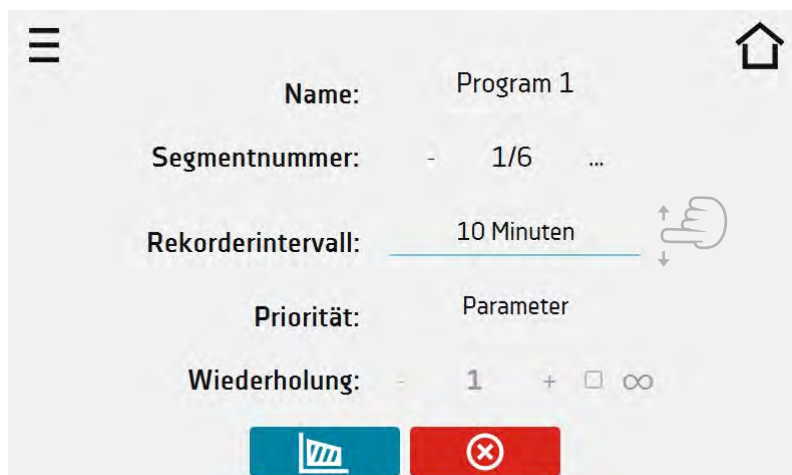 Name: Program 1
Segmentnummer: - 1/6 ...
Rekorderintervall: 10 Minuten
Priorität: Parameter
Wiederholung: - 1 + ∞